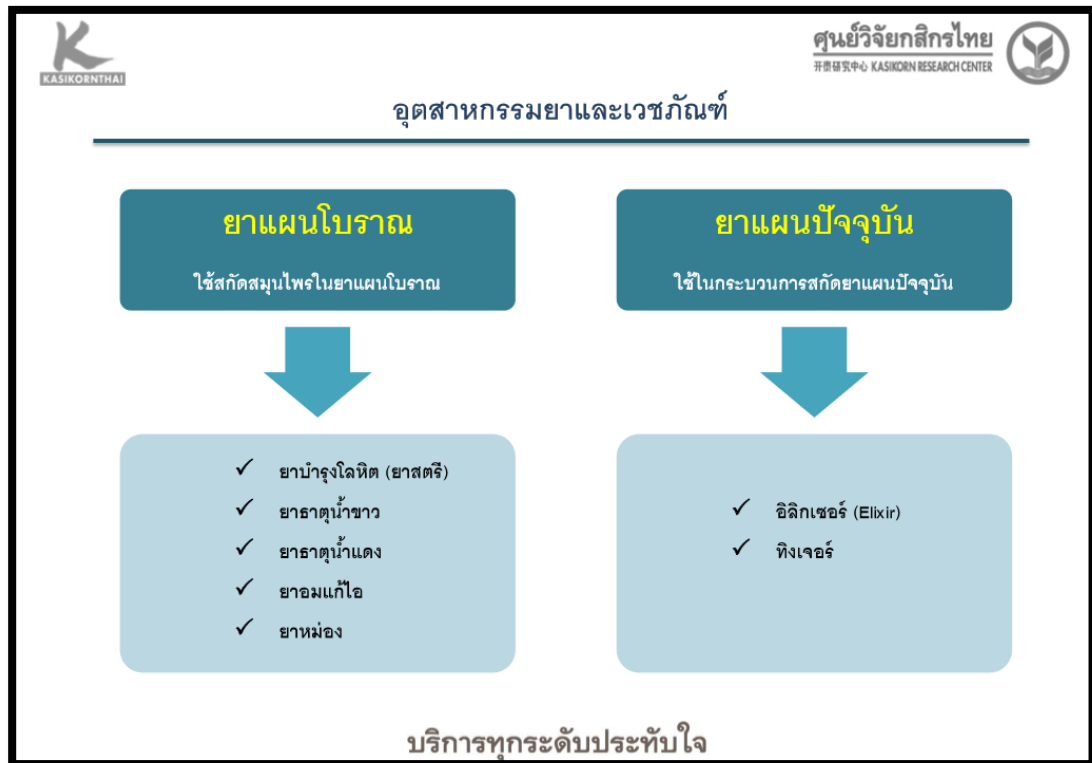 KASIKORNTHAI
ศูนย์วิจัยกสิกรไทย
开泰研究中心 KASIKORN RESEARCH CENTER
อุตสาหกรรมยาและเวชภัณฑ์
ยาแผนโบราณ
ใช้สกัดสมุนไพรในยาแผนโบราณ
ยาแผนปัจจุบัน
ใช้ในกระบวนการสกัดยาแผนปัจจุบัน
✓ ยาบำรุงโลหิต (ยาสตรี)
✓ ยาธาตุน้ำขาว
✓ ยาธาตุน้ำแดง
✓ ยาอมแก้ไอ
✓ ยาหม่อง
✓ อิลิกเซอร์ (Elixir)
✓ ทิงเจอร์
บริการทุกระดับประทับใจ